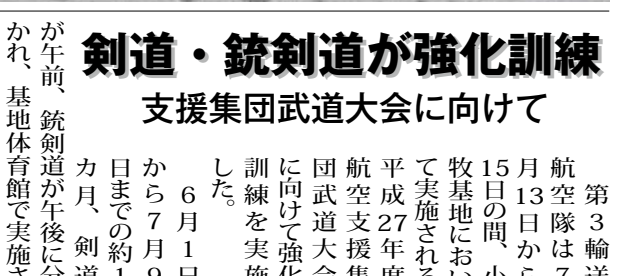 剣道・銃剣道が強化訓練
支援集団武道大会に向けて
第3輸送
航空隊は7
月13日から
15日の間、小
牧基地におい
て実施される
平成27年度
航空支援集
団武道大会
に向けて強化
訓練を実施
した。
6月1日
から7月9
日までの約1
カ月、剣道
が午前、銃剣道が午後に分
かれ、基地体育館で実施さ